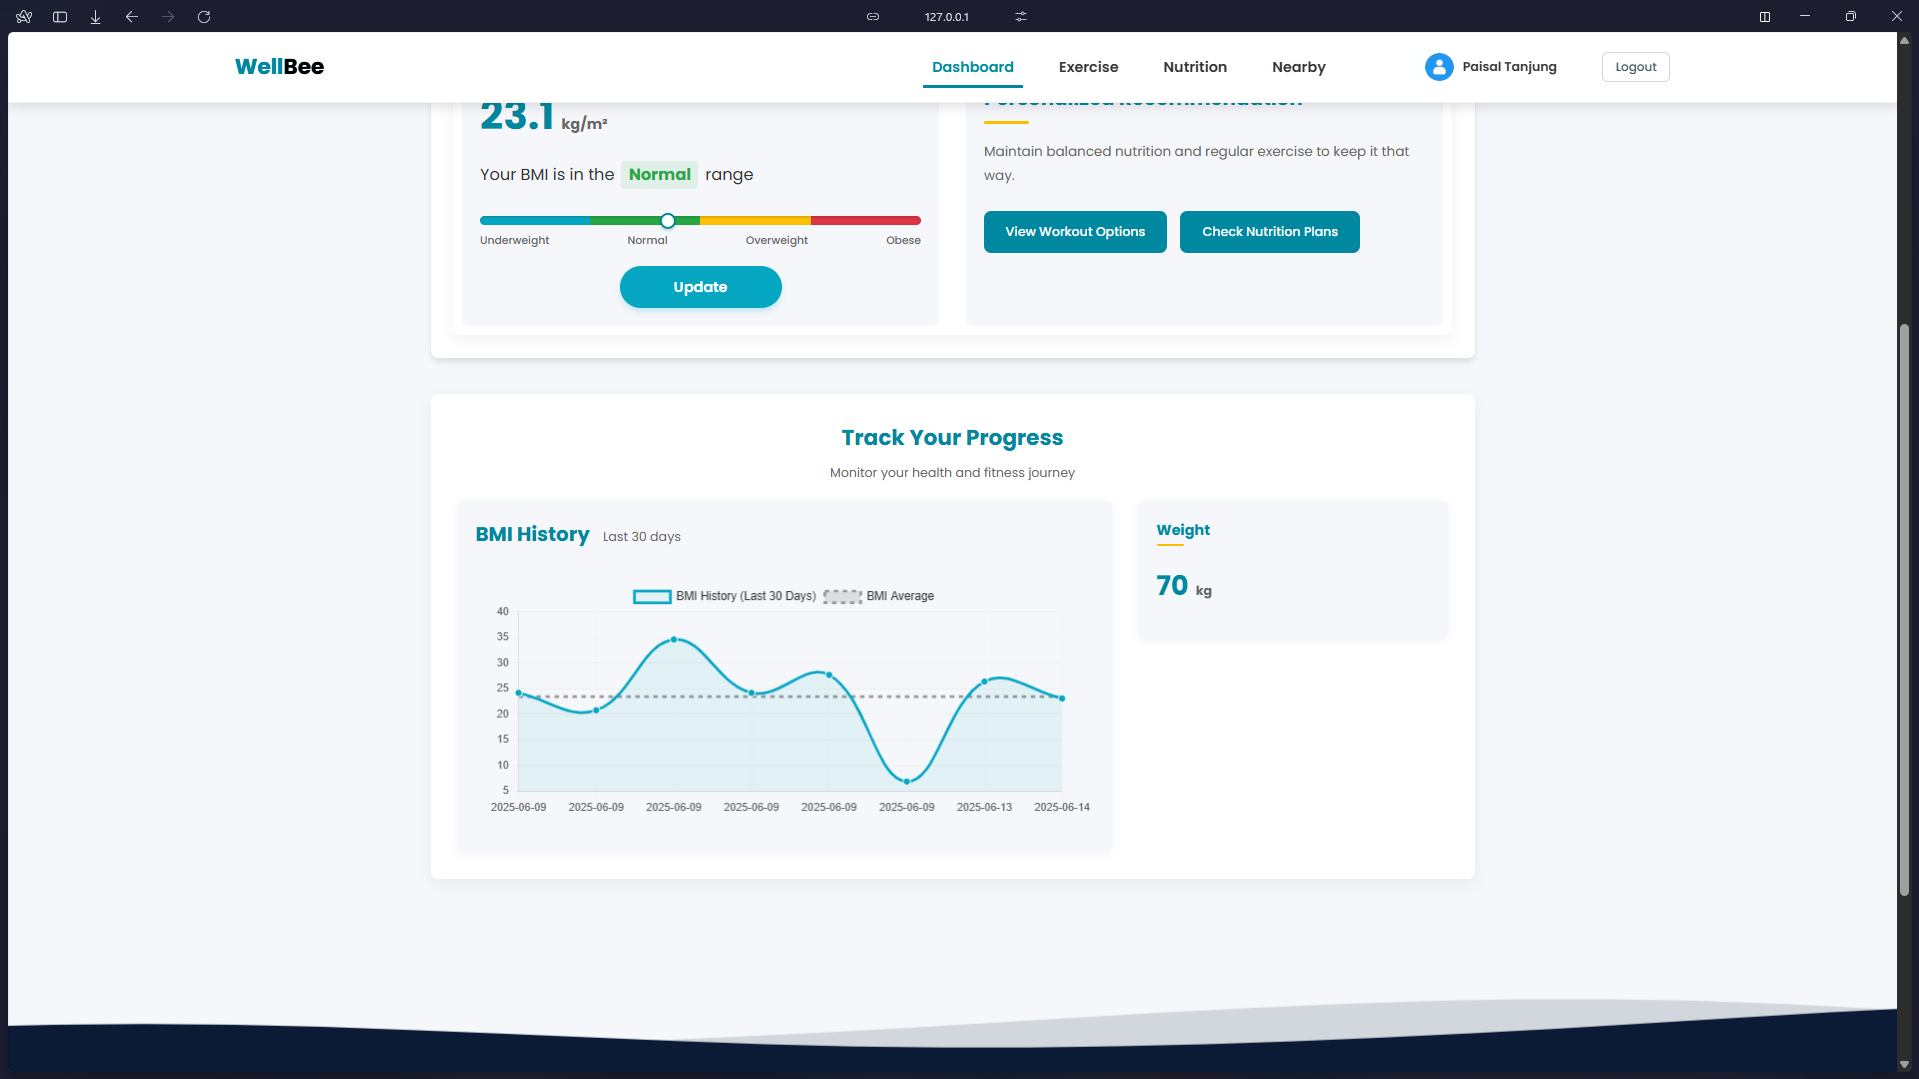 127.0.0.1
WellBee
Dashboard
Exercise
Nutrition
Nearby
Paisal Tanjung
Logout
23.1 kg/m²
Your BMI is in the Normal range
Underweight
Normal
Overweight
Obese
Update
Personalized Recommendation
Maintain balanced nutrition and regular exercise to keep it that
way.
View Workout Options
Check Nutrition Plans
Track Your Progress
Monitor your health and fitness journey
BMI History Last 30 days
BMI History (Last 30 Days)
BMI Average
40
35
30
25
20
15
10
5
2025-06-09
2025-06-09
2025-06-09
2025-06-09
2025-06-09
2025-06-09
2025-06-13
2025-06-14
Weight
70 kg